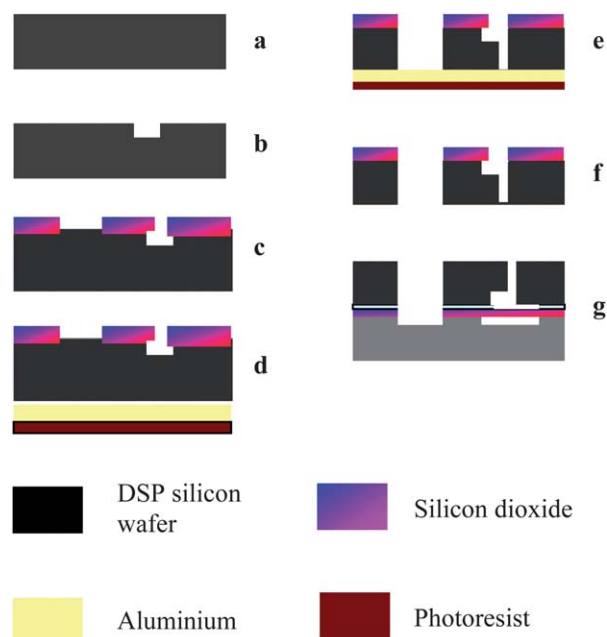 a
b
c
d
e
f
g
DSP silicon
wafer
Silicon dioxide
Aluminium
Photoresist